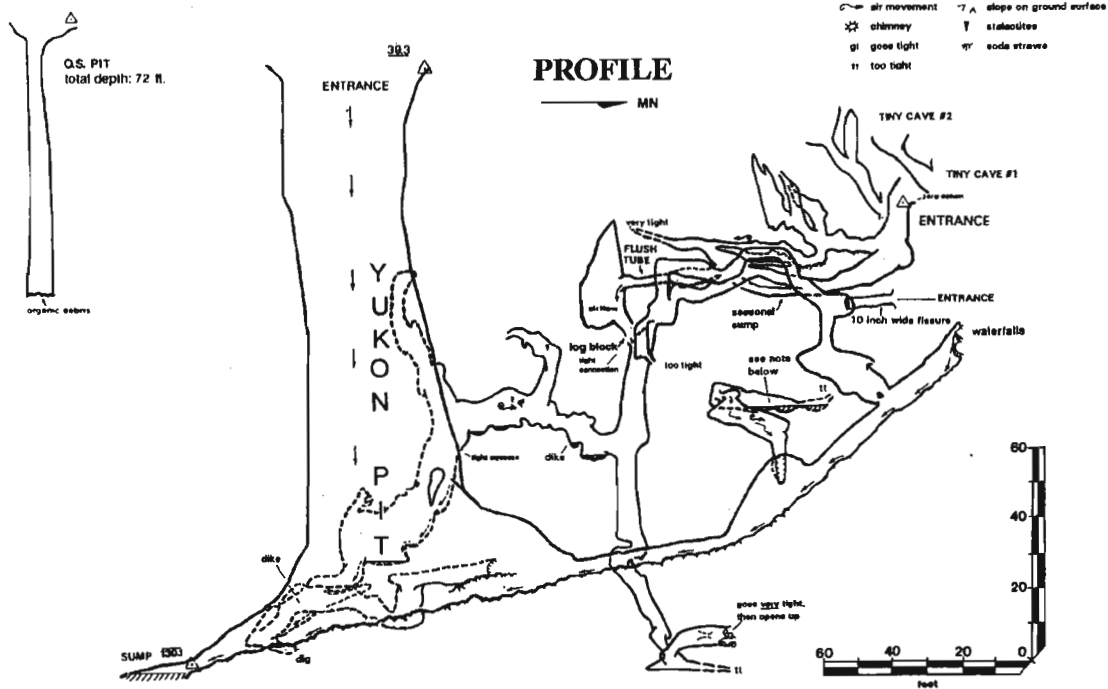 air movement
slope on ground surface
chimney
stalactites
gt goes tight
soda straws
tt too tight
O.S. PIT
total depth: 72 ft.
organic debris
ENTRANCE
PROFILE
MN
TINY CAVE #2
TINY CAVE #1
ENTRANCE
very tight
FLUSH
TUBE
air flow
seasonal
sump
ENTRANCE
10 inch wide fissure
waterfalls
log block
tight
connection
too tight
see note
below
tt
YUKON PIT
tight squeeze
dike
dike
dig
SUMP
goes very tight,
then opens up
tt
60
40
20
0
60 40 20 0
feet